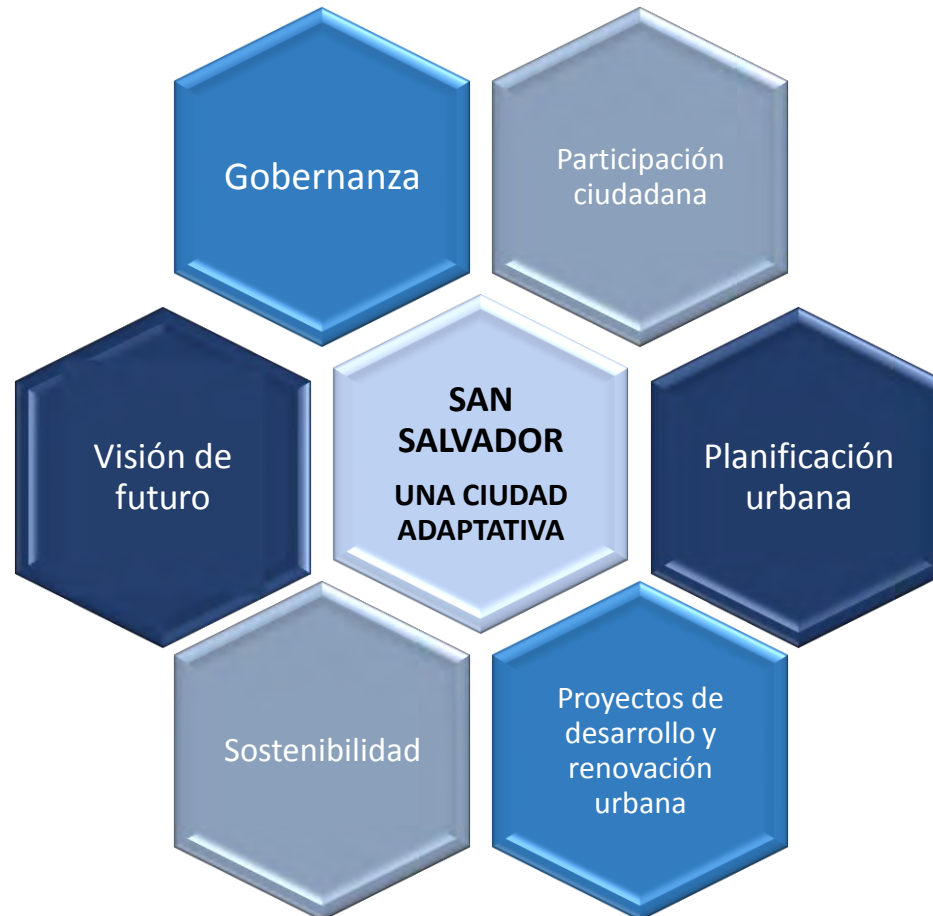 Gobernanza
Participación
ciudadana
Visión de
futuro
SAN
SALVADOR
UNA CIUDAD
ADAPTATIVA
Planificación
urbana
Sostenibilidad
Proyectos de
desarrollo y
renovación
urbana